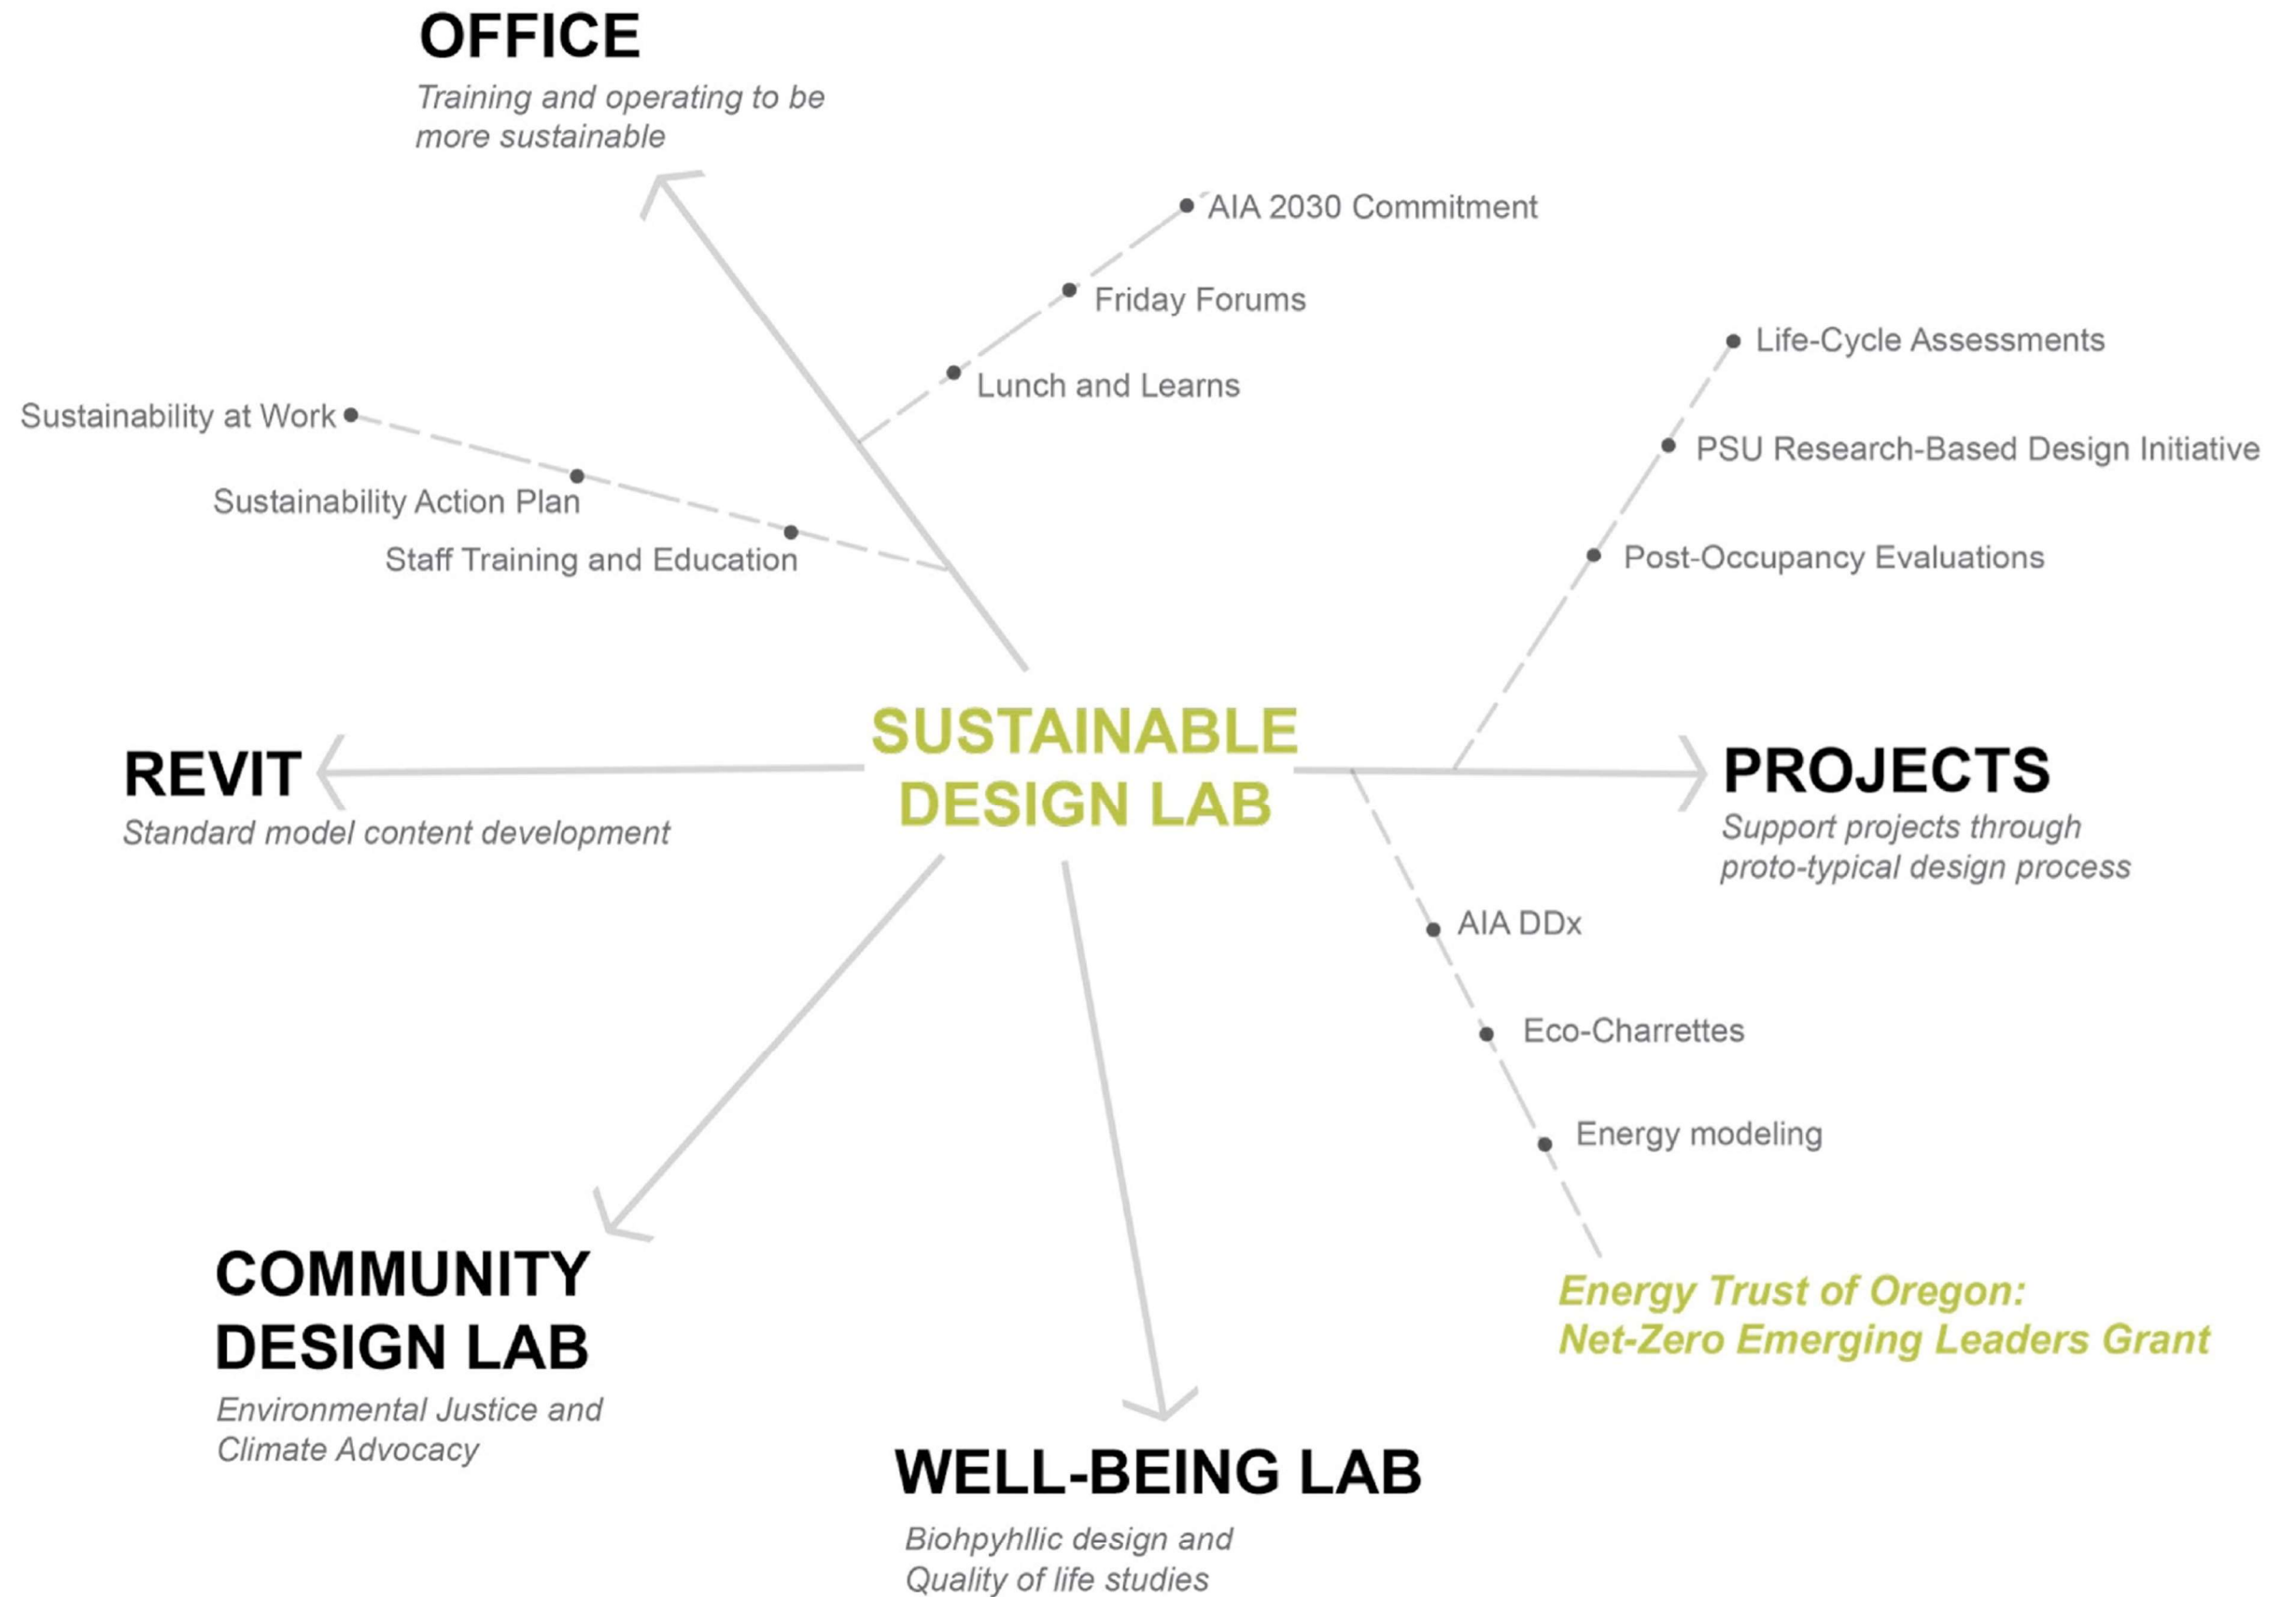 OFFICE
Training and operating to be
more sustainable
AIA 2030 Commitment
Friday Forums
Lunch and Learns
Sustainability at Work
Sustainability Action Plan
Staff Training and Education
Life-Cycle Assessments
PSU Research-Based Design Initiative
Post-Occupancy Evaluations
SUSTAINABLE
DESIGN LAB
REVIT
Standard model content development
PROJECTS
Support projects through
proto-typical design process
AIA DDx
Eco-Charrettes
Energy modeling
Energy Trust of Oregon:
Net-Zero Emerging Leaders Grant
COMMUNITY
DESIGN LAB
Environmental Justice and
Climate Advocacy
WELL-BEING LAB
Biohpyhllic design and
Quality of life studies